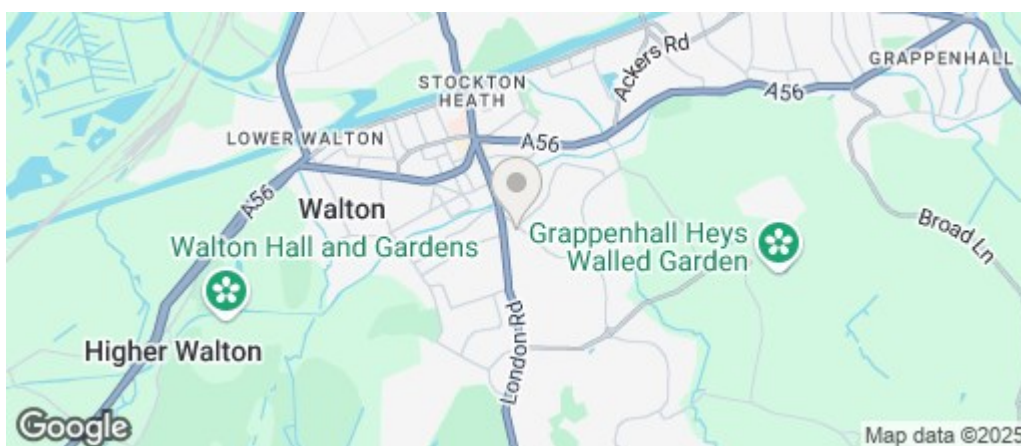 Ackers Rd
GRAPPENHALL
STOCKTON
HEATH
A56
LOWER WALTON
A56
A56
Walton
Broad Ln
Grappenhall Heys
Walled Garden
Walton Hall and Gardens
London Rd
Higher Walton
Google
Map data ©2025